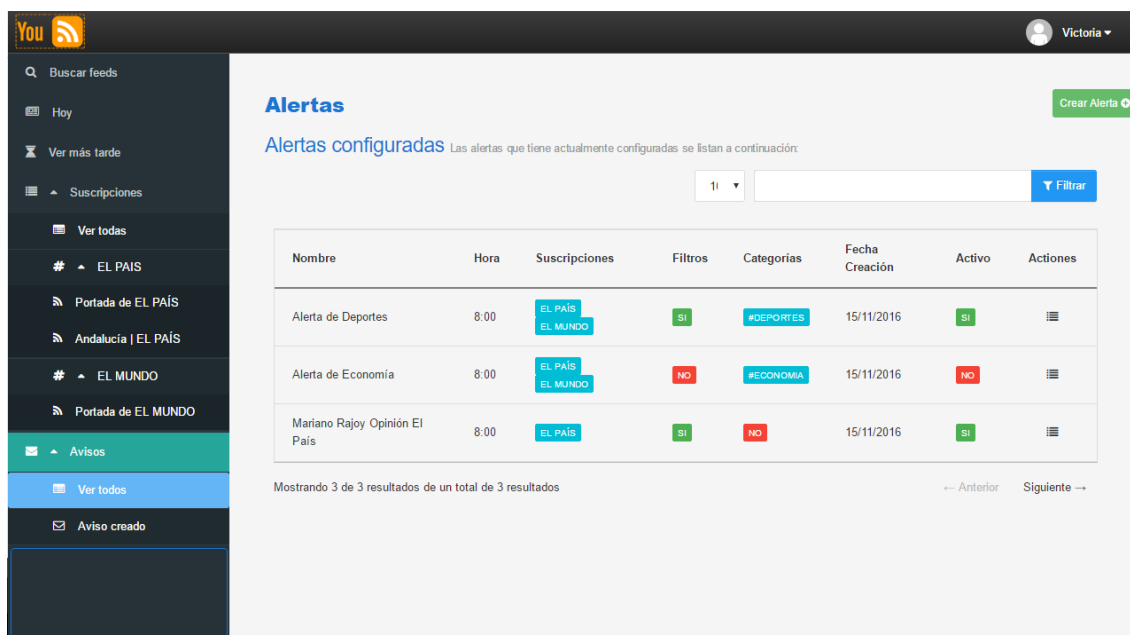 You
Victoria
Buscar feeds
Hoy
Ver más tarde
Suscripciones
Ver todas
# EL PAIS
Portada de EL PAÍS
Andalucía | EL PAÍS
# EL MUNDO
Portada de EL MUNDO
Avisos
Ver todos
Aviso creado
Alertas
Crear Alerta
Alertas configuradas Las alertas que tiene actualmente configuradas se listan a continuación:
Filtrar
Nombre Hora Suscripciones Filtros Categorías Fecha Creación Activo Actiones
Alerta de Deportes 8:00 EL PAÍS EL MUNDO SI #DEPORTES 15/11/2016 SI
Alerta de Economía 8:00 EL PAÍS EL MUNDO NO #ECONOMIA 15/11/2016 NO
Mariano Rajoy Opinión El País 8:00 EL PAÍS SI NO 15/11/2016 SI
Mostrando 3 de 3 resultados de un total de 3 resultados
← Anterior Siguiente →